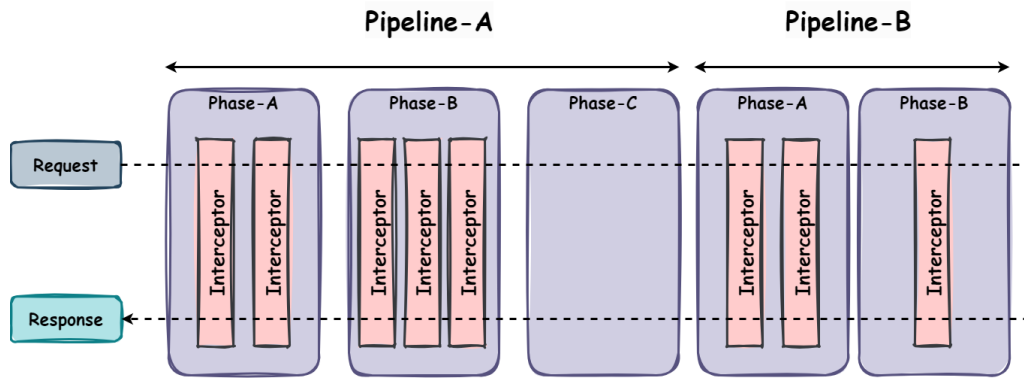 Pipeline-A
Pipeline-B
Phase-A
Phase-B
Phase-C
Phase-A
Phase-B
Request
Interceptor
Interceptor
Interceptor
Interceptor
Interceptor
Interceptor
Interceptor
Interceptor
Response